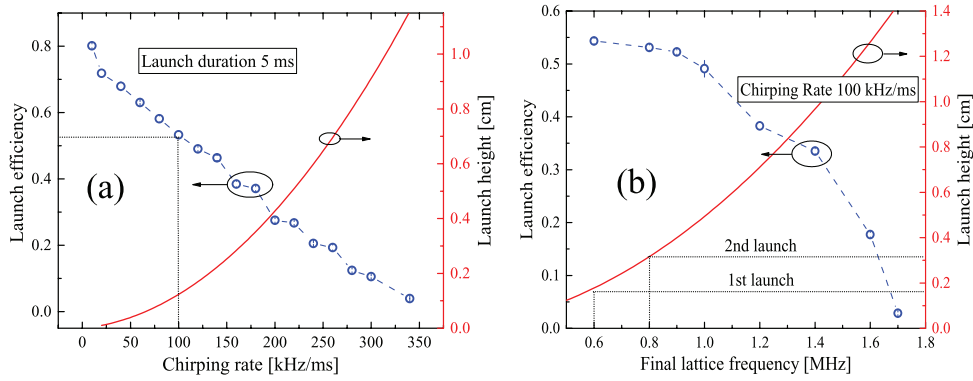 0.8
0.6
0.4
0.2
0.0
Launch efficiency
Launch duration 5 ms
(a)
0 50 100 150 200 250 300 350
Chirping rate [kHz/ms]
1.0
0.8
0.6
0.4
0.2
0.0
Launch height [cm]
0.6
0.5
0.4
0.3
0.2
0.1
0.0
Launch efficiency
Chirping Rate 100 kHz/ms
(b)
2nd launch
1st launch
0.6 0.8 1.0 1.2 1.4 1.6 1.8
Final lattice frequency [MHz]
1.4
1.2
1.0
0.8
0.6
0.4
0.2
0.0
Launch height [cm]